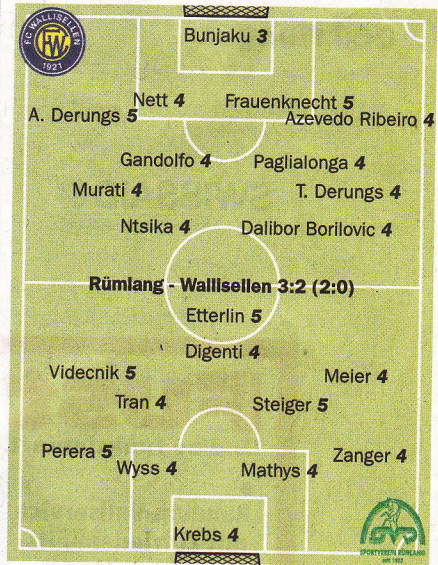 FC WALLISELLEN
FW
1921
Bunjaku 3
Nett 4 Frauenknecht 5
A. Derungs 5 Azevedo Ribeiro 4
Gandolfo 4 Paglialonga 4
Murati 4 T. Derungs 4
Ntsika 4 Dalibor Borilovic 4
Rümlang - Wallisellen 3:2 (2:0)
Etterlin 5
Digenti 4
Videcnik 5 Meier 4
Tran 4 Steiger 5
Perera 5 Zanger 4
Wyss 4 Mathys 4
Krebs 4
SVR
SPORTVEREIN RÜMLANG